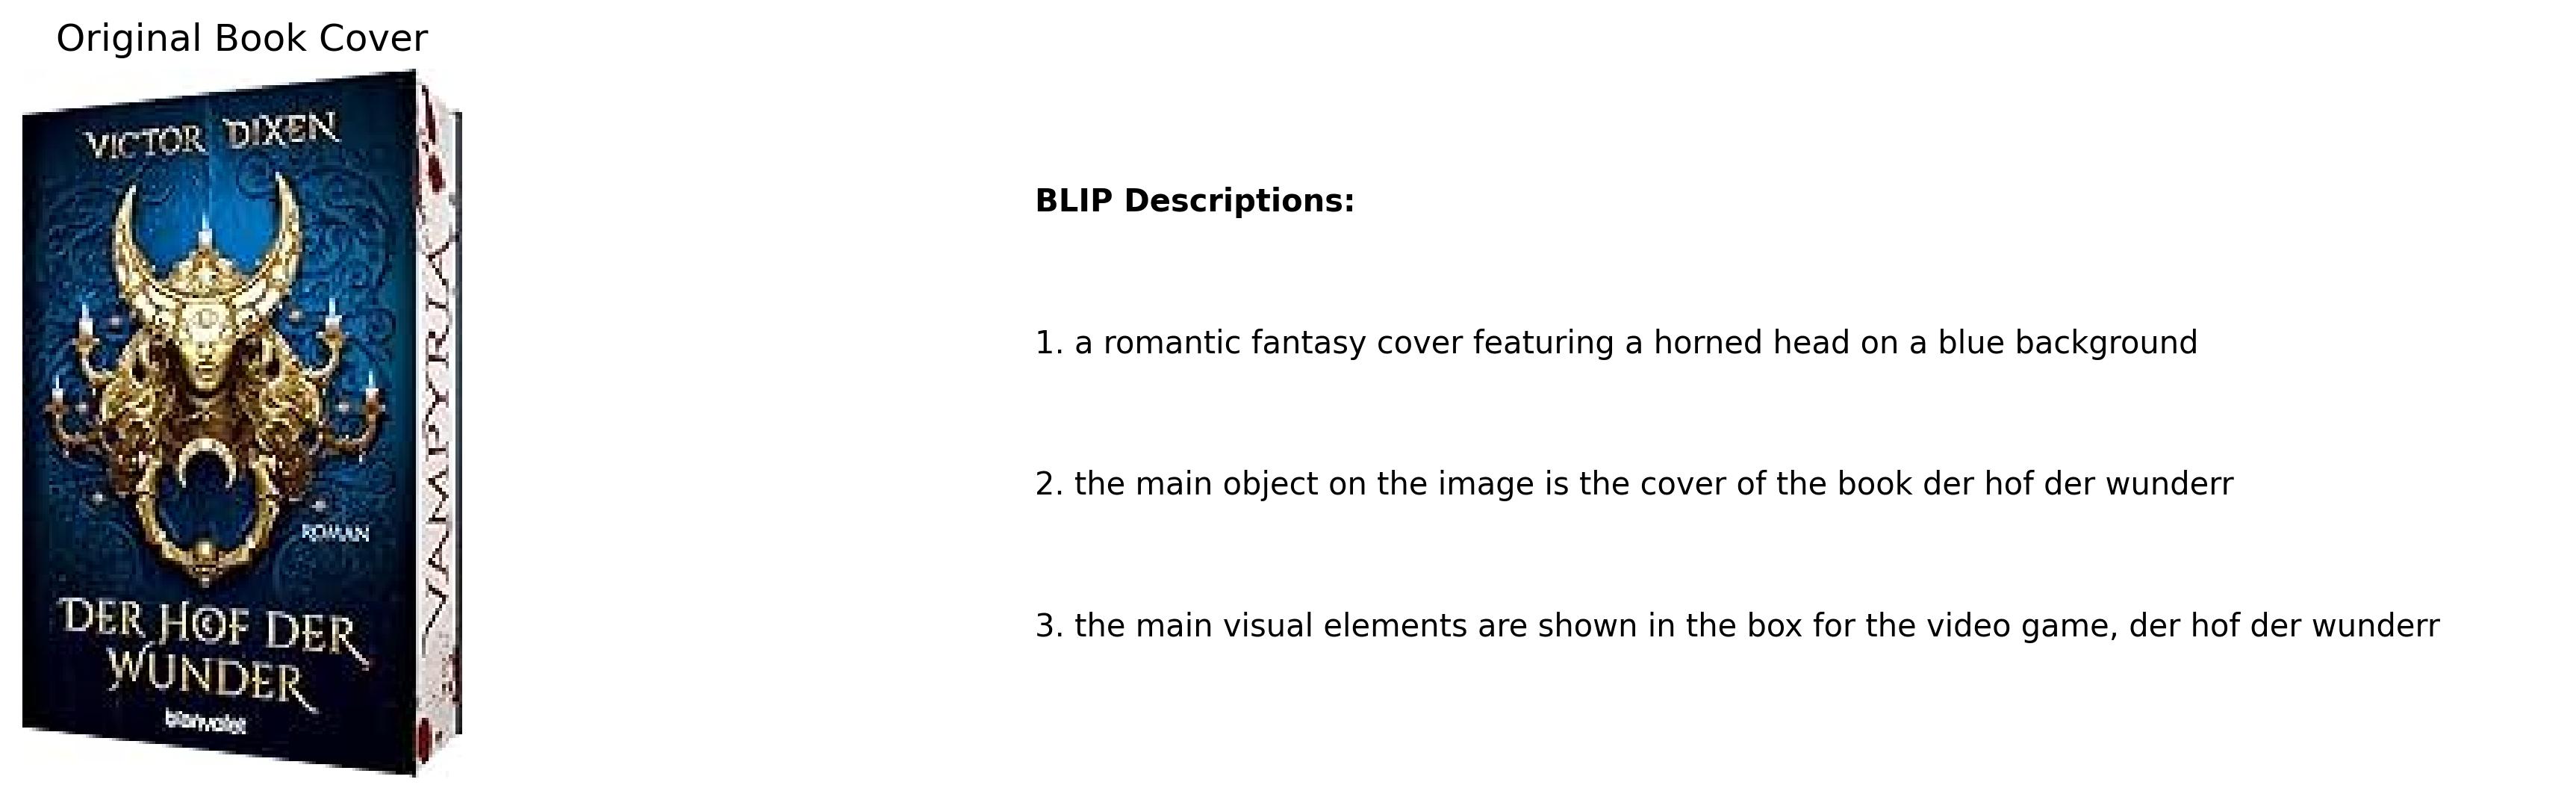 Original Book Cover
VICTOR DIXEN
VAMPYRIA
ROMAN
DER HOF DER
WUNDER
blanvalet
BLIP Descriptions:
1. a romantic fantasy cover featuring a horned head on a blue background
2. the main object on the image is the cover of the book der hof der wunderr
3. the main visual elements are shown in the box for the video game, der hof der wunderr